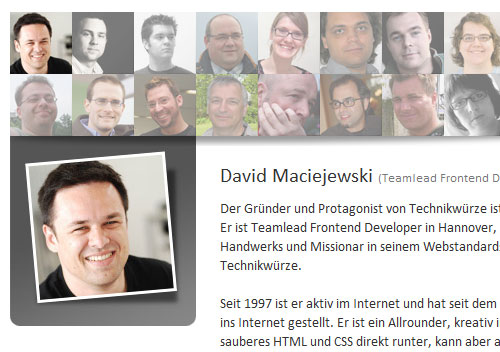 David Maciejewski (Teamlead Frontend D
Der Gründer und Protagonist von Technikwürze ist
Er ist Teamlead Frontend Developer in Hannover,
Handwerks und Missionar in seinem Webstandards
Technikwürze.
Seit 1997 ist er aktiv im Internet und hat seit dem
ins Internet gestellt. Er ist ein Allrounder, kreativ i
sauberes HTML und CSS direkt runter, kann aber a